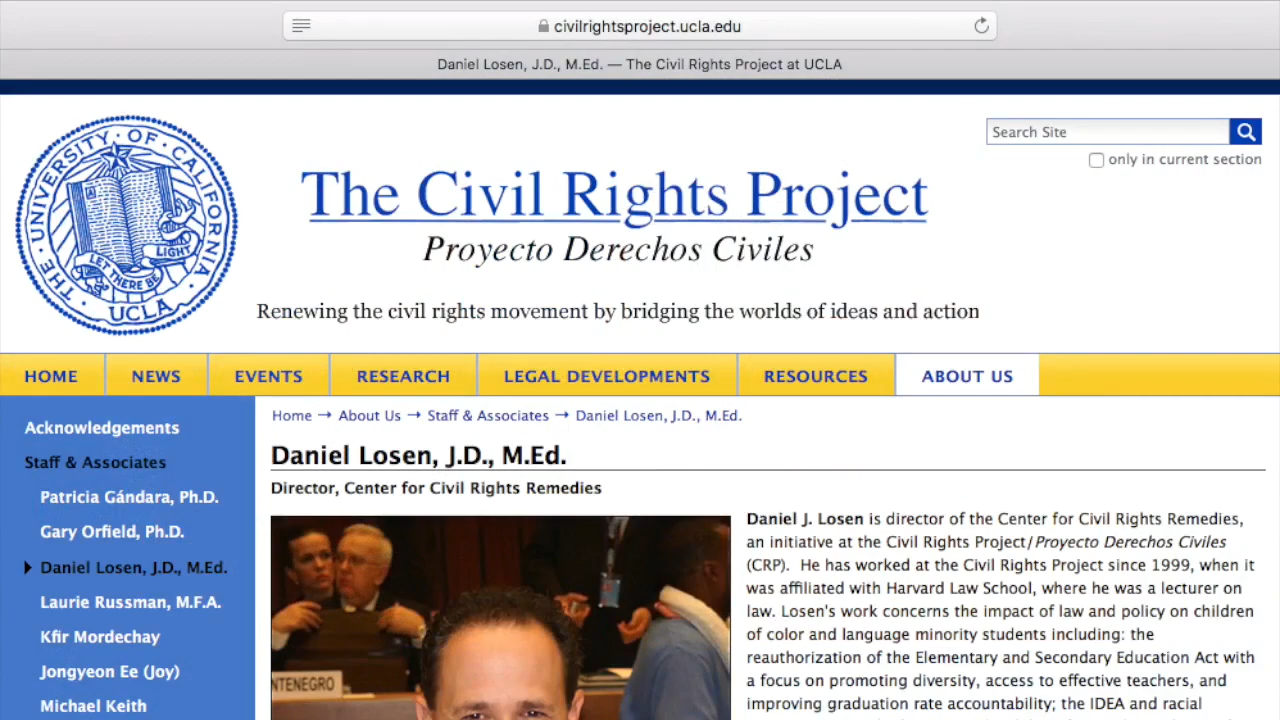 civilrightsproject.ucla.edu
Daniel Losen, J.D., M.Ed. — The Civil Rights Project at UCLA
THE UNIVERSITY OF CALIFORNIA
LET THERE BE LIGHT
UCLA
Search Site
only in current section
The Civil Rights Project
Proyecto Derechos Civiles
Renewing the civil rights movement by bridging the worlds of ideas and action
HOME NEWS EVENTS RESEARCH LEGAL DEVELOPMENTS RESOURCES ABOUT US
Acknowledgements
Staff & Associates
Patricia Gándara, Ph.D.
Gary Orfield, Ph.D.
Daniel Losen, J.D., M.Ed.
Laurie Russman, M.F.A.
Kfir Mordechay
Jongyeon Ee (Joy)
Michael Keith
Home → About Us → Staff & Associates → Daniel Losen, J.D., M.Ed.
Daniel Losen, J.D., M.Ed.
Director, Center for Civil Rights Remedies
NTENEGRO
Daniel J. Losen is director of the Center for Civil Rights Remedies,
an initiative at the Civil Rights Project/Proyecto Derechos Civiles
(CRP). He has worked at the Civil Rights Project since 1999, when it
was affiliated with Harvard Law School, where he was a lecturer on
law. Losen's work concerns the impact of law and policy on children
of color and language minority students including: the
reauthorization of the Elementary and Secondary Education Act with
a focus on promoting diversity, access to effective teachers, and
improving graduation rate accountability; the IDEA and racial